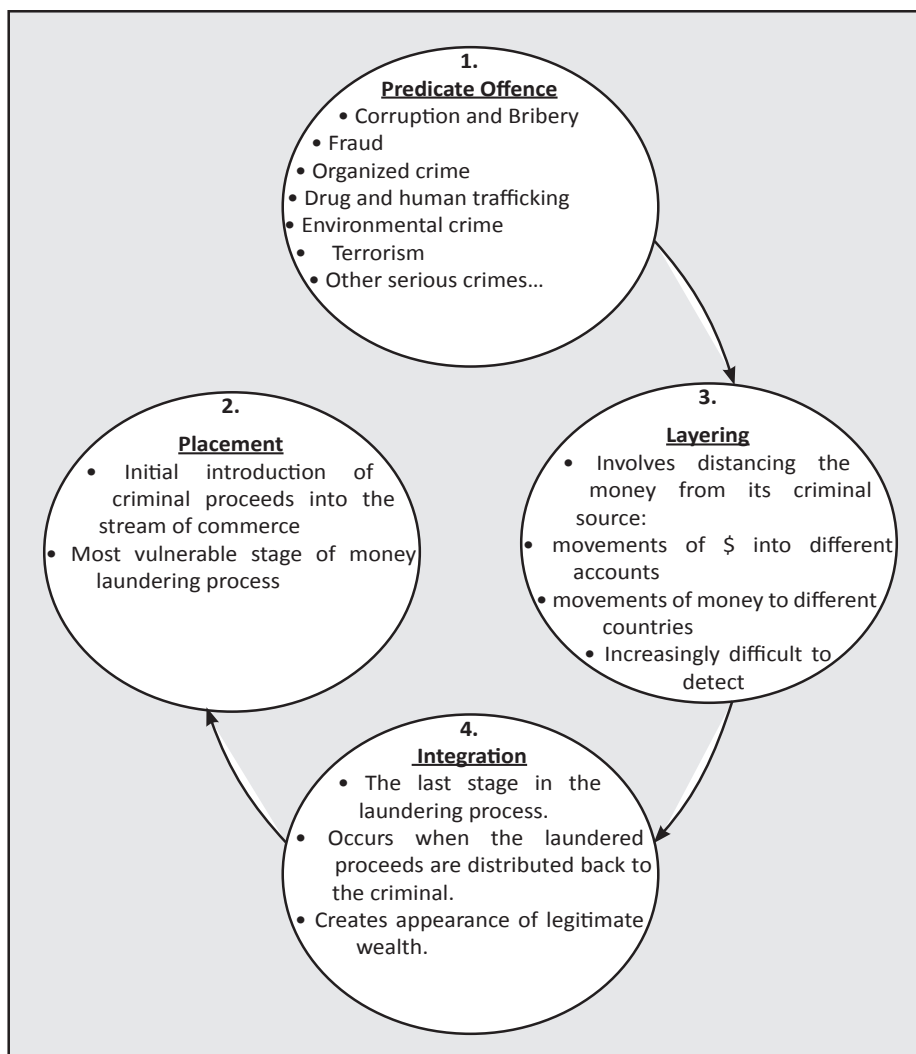 1.
Predicate Offence
• Corruption and Bribery
• Fraud
• Organized crime
• Drug and human trafficking
• Environmental crime
• Terrorism
• Other serious crimes...
2.
Placement
• Initial introduction of
criminal proceeds into the
stream of commerce
• Most vulnerable stage of money
laundering process
3.
Layering
• Involves distancing the
money from its criminal
source:
• movements of $ into different
accounts
• movements of money to different
countries
• Increasingly difficult to
detect
4.
Integration
• The last stage in the
laundering process.
• Occurs when the laundered
proceeds are distributed back to
the criminal.
• Creates appearance of legitimate
wealth.